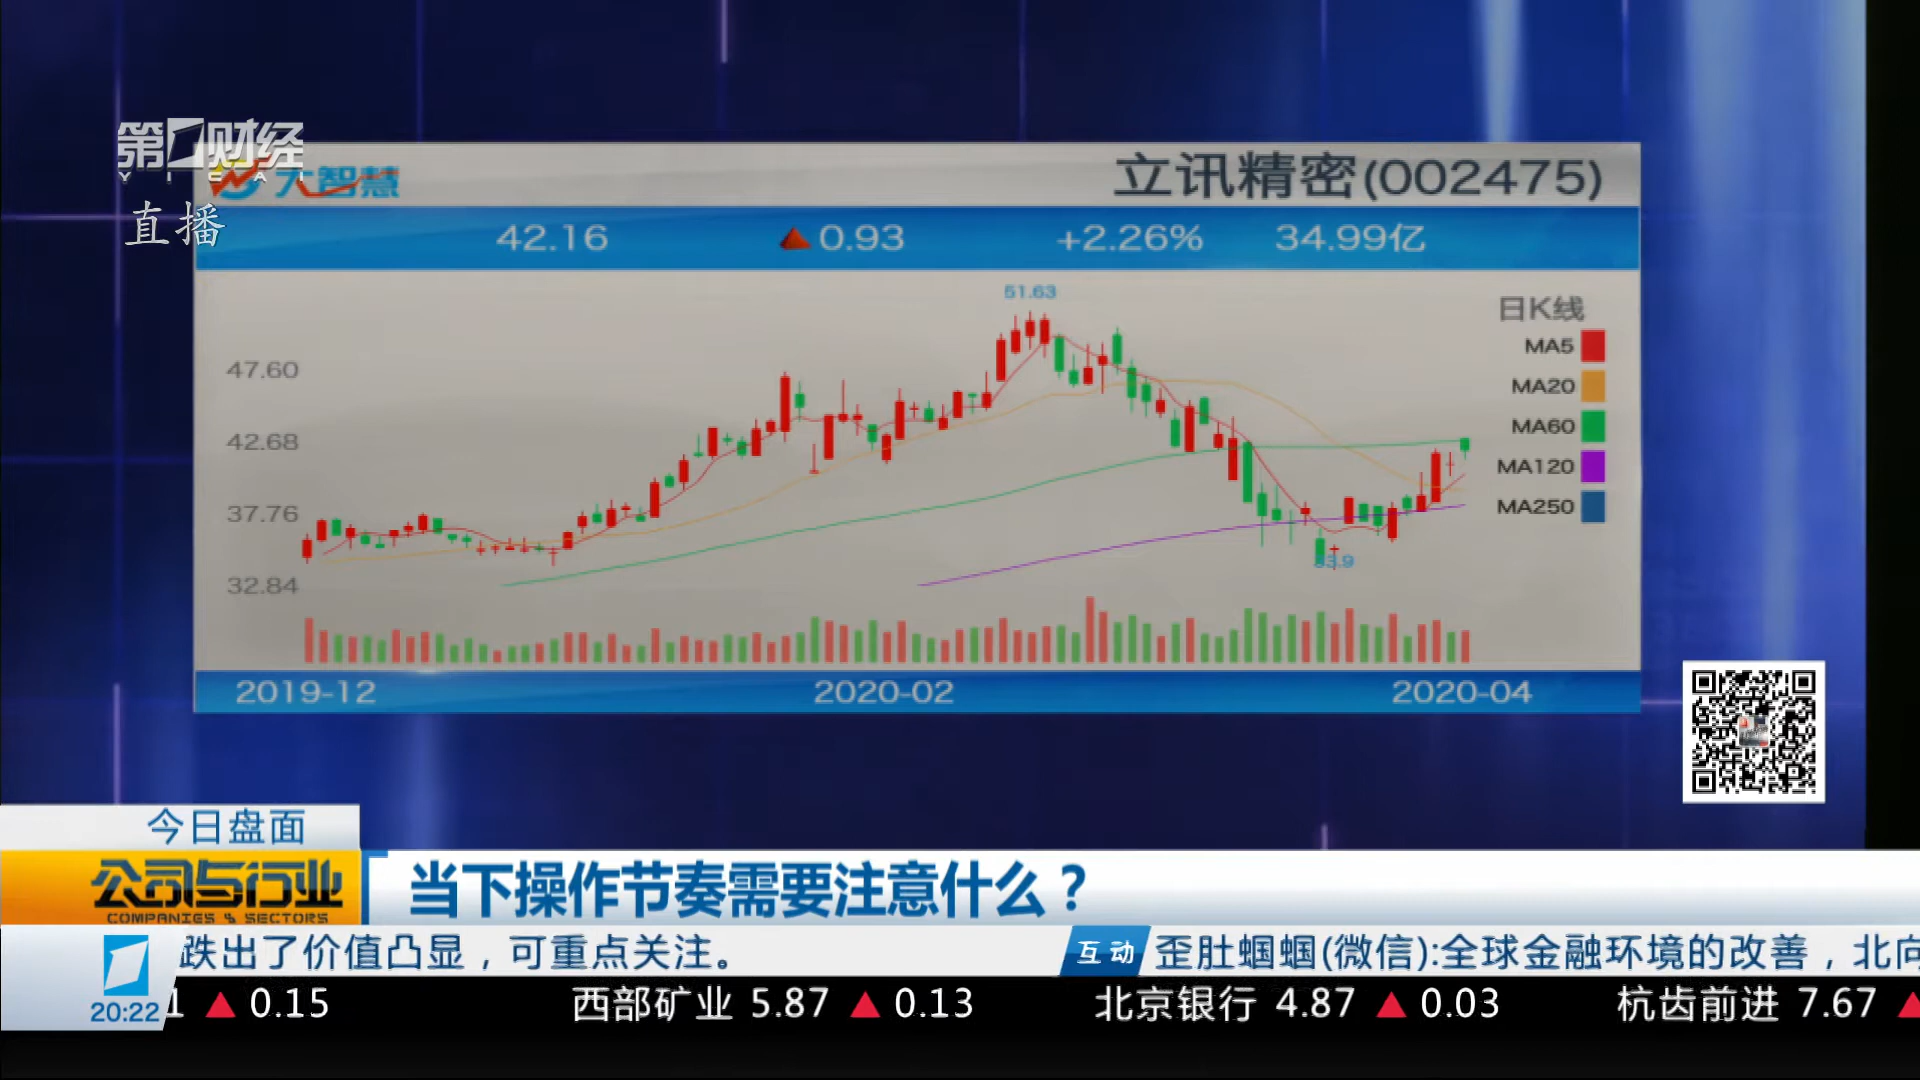 第一财经
YICAI
直播
大智慧
立讯精密(002475)
42.16 ▲0.93 +2.26% 34.99亿
51.63
日K线
MA5
47.60
MA20
MA60
42.68
MA120
MA250
37.76
33.9
32.84
2019-12 2020-02 2020-04
今日盘面
公司与行业
COMPANIES & SECTORS
当下操作节奏需要注意什么？
跌出了价值凸显，可重点关注。 互动 歪肚蝈蝈(微信):全球金融环境的改善，北向
20:22
1 ▲ 0.15 西部矿业 5.87 ▲ 0.13 北京银行 4.87 ▲ 0.03 杭齿前进 7.67 ▲